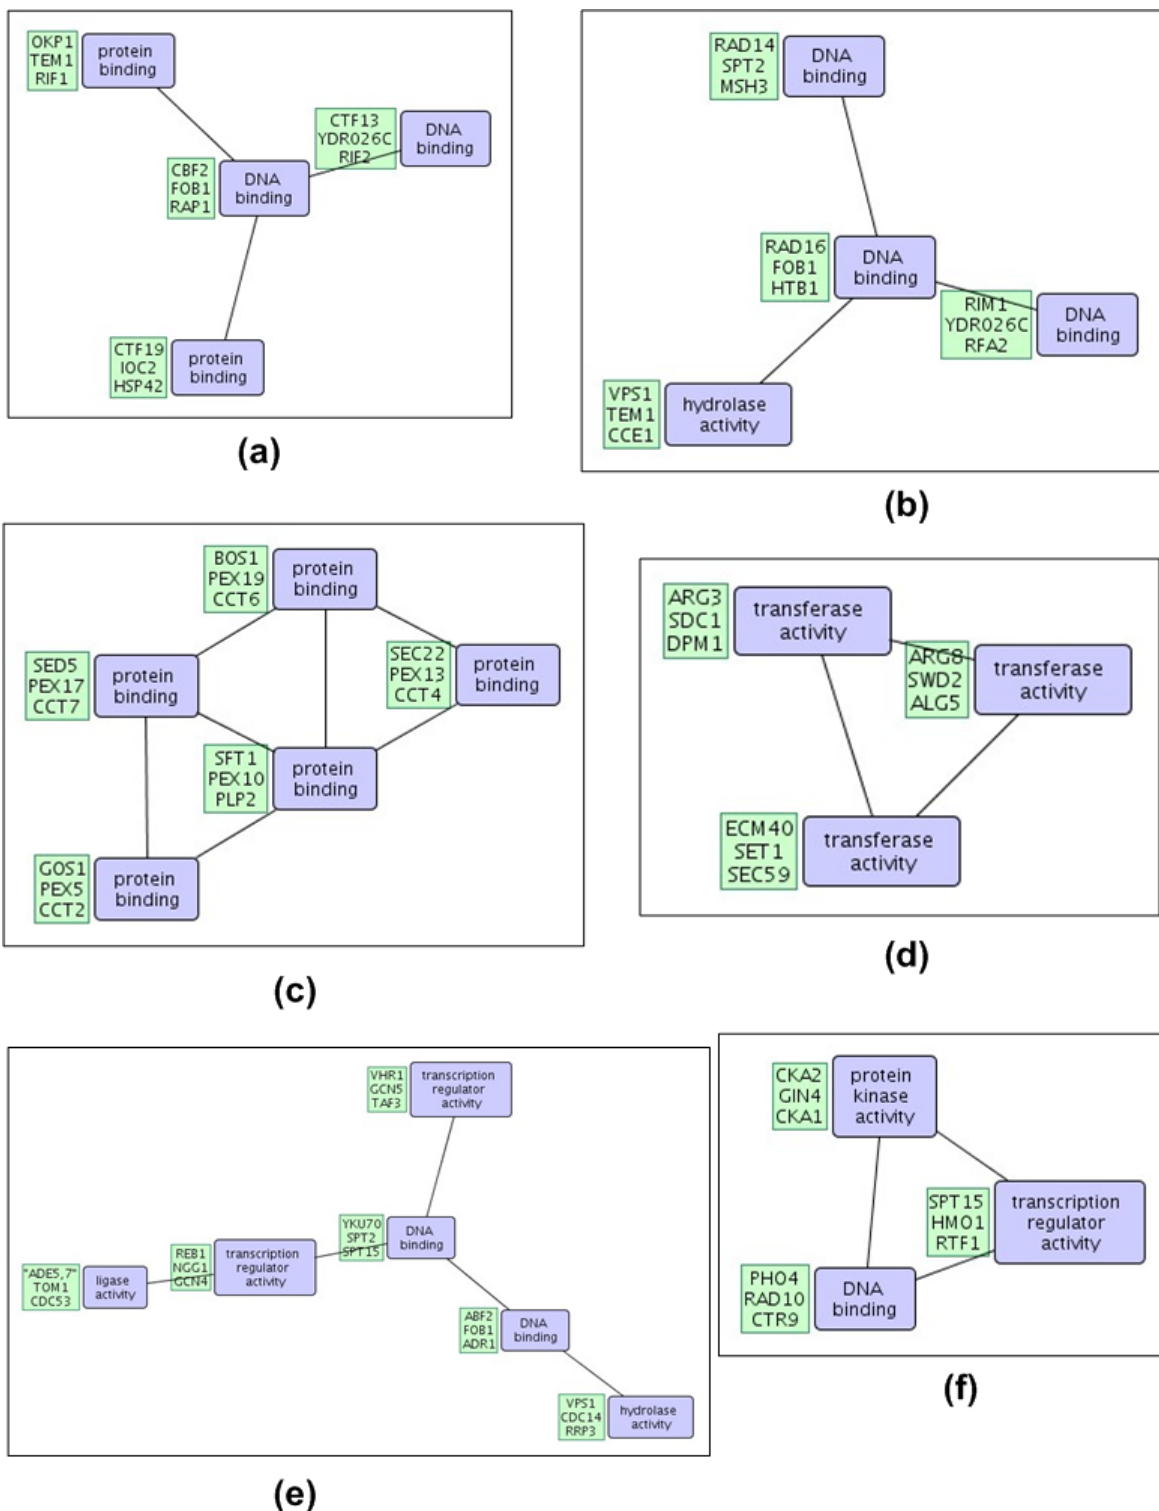 OKP1
TEM1
RIF1
protein
binding
CTF13
YDR026C
RIF2
DNA
binding
CBF2
FOB1
RAP1
DNA
binding
CTF19
IOC2
HSP42
protein
binding
(a)
RAD14
SPT2
MSH3
DNA
binding
RAD16
FOB1
HTB1
DNA
binding
RIM1
YDR026C
RFA2
DNA
binding
VPS1
TEM1
CCE1
hydrolase
activity
(b)
BOS1
PEX19
CCT6
protein
binding
SED5
PEX17
CCT7
protein
binding
SEC22
PEX13
CCT4
protein
binding
SFT1
PEX10
PLP2
protein
binding
GOS1
PEX5
CCT2
protein
binding
(c)
ARG3
SDC1
DPM1
transferase
activity
ARG8
SWD2
ALG5
transferase
activity
ECM40
SET1
SEC59
transferase
activity
(d)
VHR1
GCN5
TAF3
transcription
regulator
activity
YKU70
SPT2
SPT15
DNA
binding
REB1
NGG1
GCN4
transcription
regulator
activity
"ADE5,7"
TOM1
CDC53
ligase
activity
ABF2
FOB1
ADR1
DNA
binding
VPS1
CDC14
RRP3
hydrolase
activity
(e)
CKA2
GIN4
CKA1
protein
kinase
activity
SPT15
HMO1
RTF1
transcription
regulator
activity
PHO4
RAD10
CTR9
DNA
binding
(f)